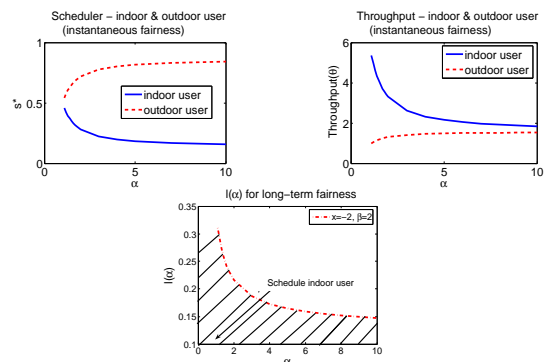 Scheduler – indoor & outdoor user
(instantaneous fairness)
1
0.5
0
0
5
10
s*
α
indoor user
outdoor user
Throughput – indoor & outdoor user
(instantaneous fairness)
6
4
2
0
0
5
10
Throughput(θ)
α
indoor user
outdoor user
I(α) for long–term fairness
0.35
0.3
0.25
0.2
0.15
0.1
0
2
4
6
8
10
I(α)
α
x=−2, β=2
Schedule indoor user